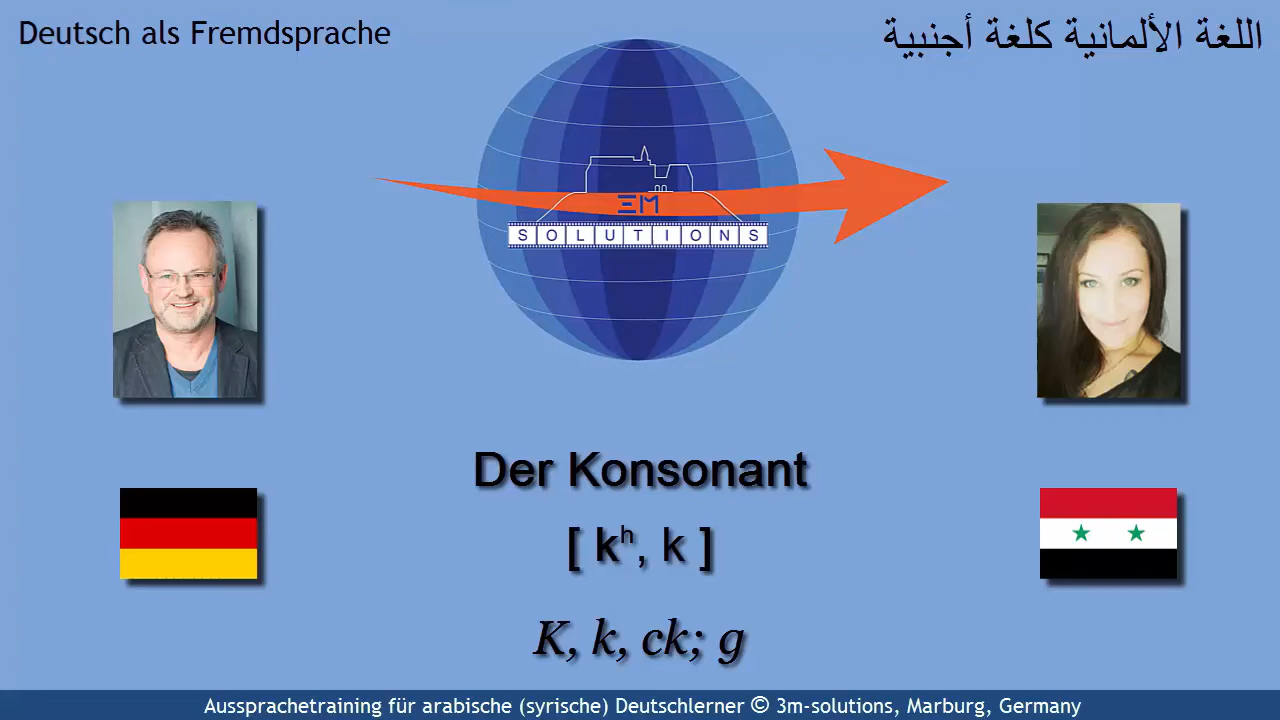 Deutsch als Fremdsprache
اللغة الألمانية كلغة أجنبية
3M
SOLUTIONS
Der Konsonant
[ kʰ, k ]
K, k, ck; g
Aussprachetraining für arabische (syrische) Deutschlerner © 3m-solutions, Marburg, Germany